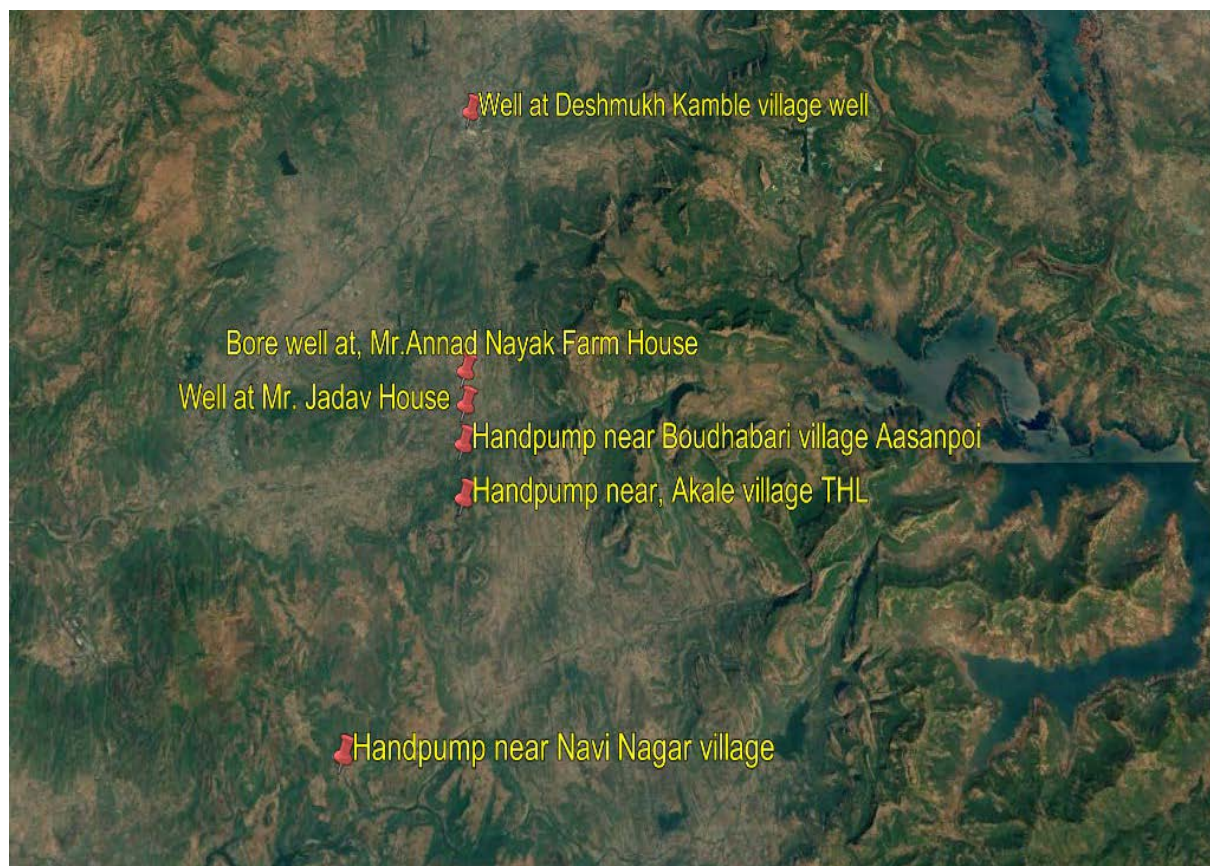 Well at Deshmukh Kamble village well
Bore well at, Mr.Annad Nayak Farm House
Well at Mr. Jadav House
Handpump near Boudhabari village Aasanpoi
Handpump near, Akale village THL
Handpump near Navi Nagar village